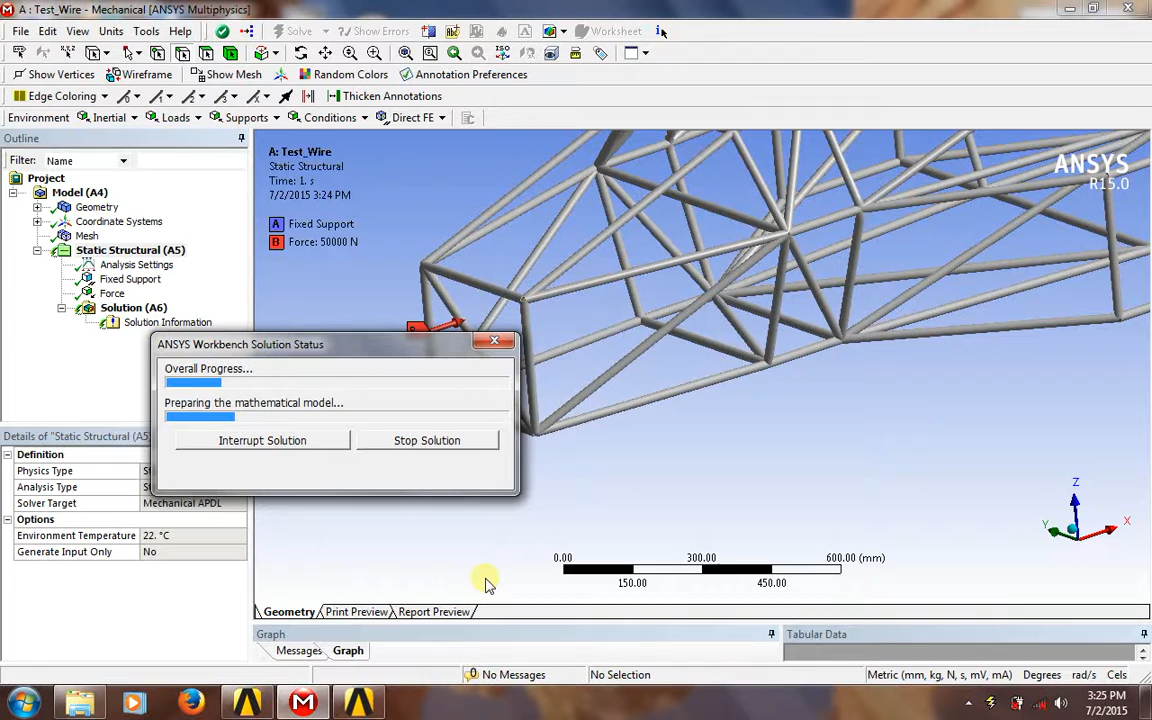 A : Test_Wire - Mechanical [ANSYS Multiphysics]
File Edit View Units Tools Help Solve Show Errors Worksheet
Show Vertices Wireframe Show Mesh Random Colors Annotation Preferences
Edge Coloring Thicken Annotations
Environment Inertial Loads Supports Conditions Direct FE
Outline
Filter: Name
Project
Model (A4)
Geometry
Coordinate Systems
Mesh
Static Structural (A5)
Analysis Settings
Fixed Support
Force
Solution (A6)
Solution Information
A: Test_Wire
Static Structural
Time: 1. s
7/2/2015 3:24 PM
A Fixed Support
B Force: 50000 N
ANSYS
R15.0
ANSYS Workbench Solution Status
Overall Progress...
Preparing the mathematical model...
Interrupt Solution Stop Solution
Details of "Static Structural (A5)
Definition
Physics Type
Analysis Type
Solver Target Mechanical APDL
Options
Environment Temperature 22. °C
Generate Input Only No
Z
Y
X
0.00 300.00 600.00 (mm)
150.00 450.00
Geometry Print Preview Report Preview
Graph
Tabular Data
Messages Graph
No Messages No Selection Metric (mm, kg, N, s, mV, mA) Degrees rad/s Cels
3:25 PM
7/2/2015